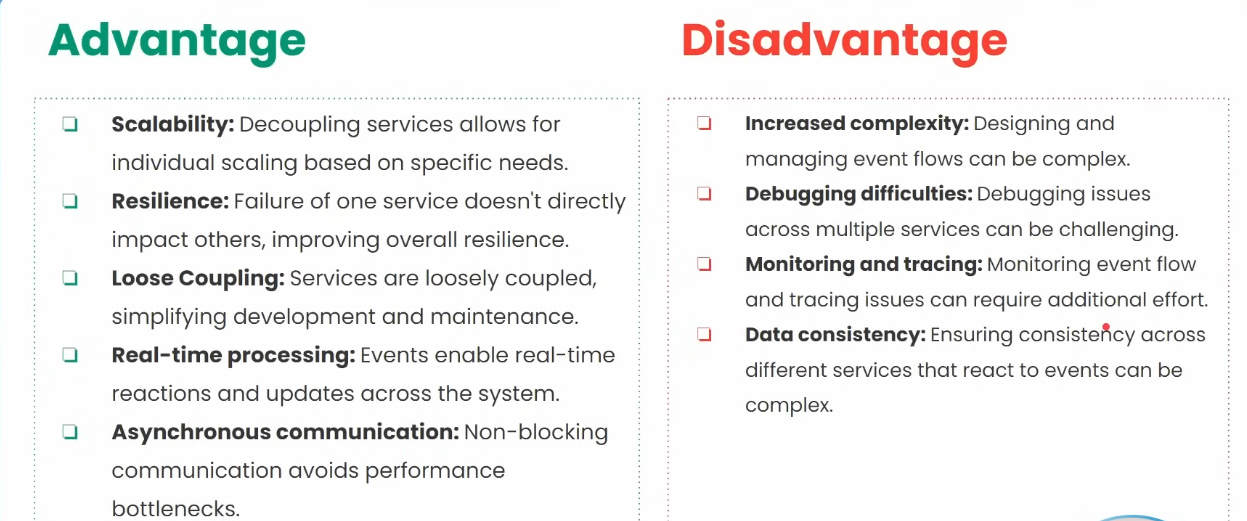 Advantage
Scalability: Decoupling services allows for
individual scaling based on specific needs.
Resilience: Failure of one service doesn't directly
impact others, improving overall resilience.
Loose Coupling: Services are loosely coupled,
simplifying development and maintenance.
Real-time processing: Events enable real-time
reactions and updates across the system.
Asynchronous communication: Non-blocking
communication avoids performance
bottlenecks.
Disadvantage
Increased complexity: Designing and
managing event flows can be complex.
Debugging difficulties: Debugging issues
across multiple services can be challenging.
Monitoring and tracing: Monitoring event flow
and tracing issues can require additional effort.
Data consistency: Ensuring consistency across
different services that react to events can be
complex.